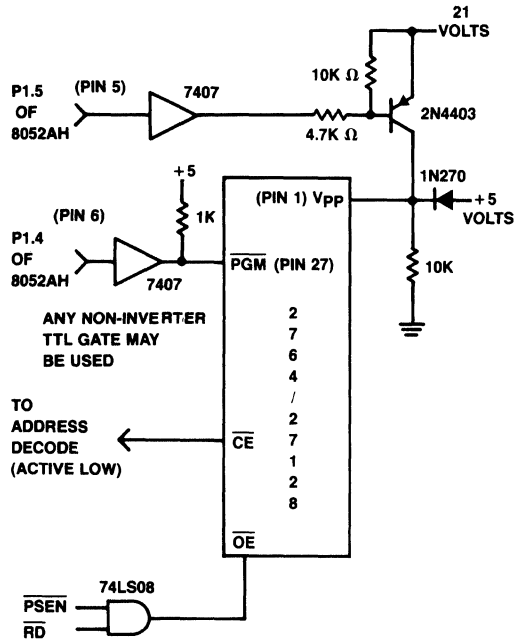 21
VOLTS
10K Ω
P1.5
OF
8052AH
(PIN 5)
7407
4.7K Ω
2N4403
+5
1K
(PIN 1) VPP
1N270
+5
VOLTS
P1.4
OF
8052AH
(PIN 6)
7407
PGM (PIN 27)
10K
ANY NON-INVERTER
TTL GATE MAY
BE USED
2
7
6
4
/
2
7
1
2
8
TO
ADDRESS
DECODE
(ACTIVE LOW)
CE
OE
74LS08
PSEN
RD